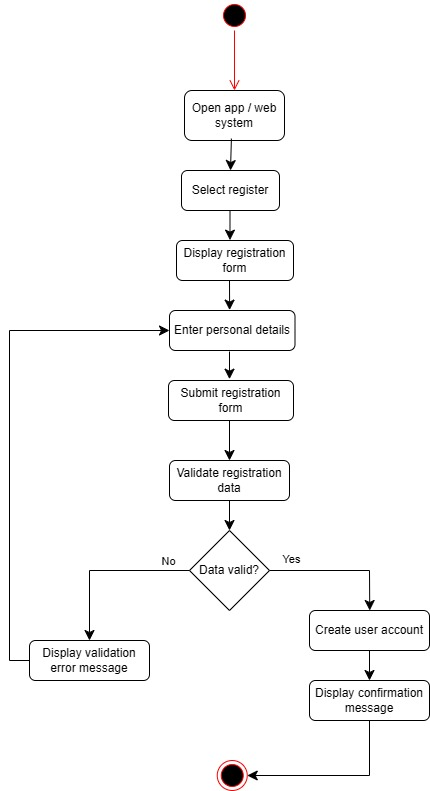 Open app / web
system
Select register
Display registration
form
Enter personal details
Submit registration
form
Validate registration
data
Data valid?
No
Yes
Create user account
Display validation
error message
Display confirmation
message